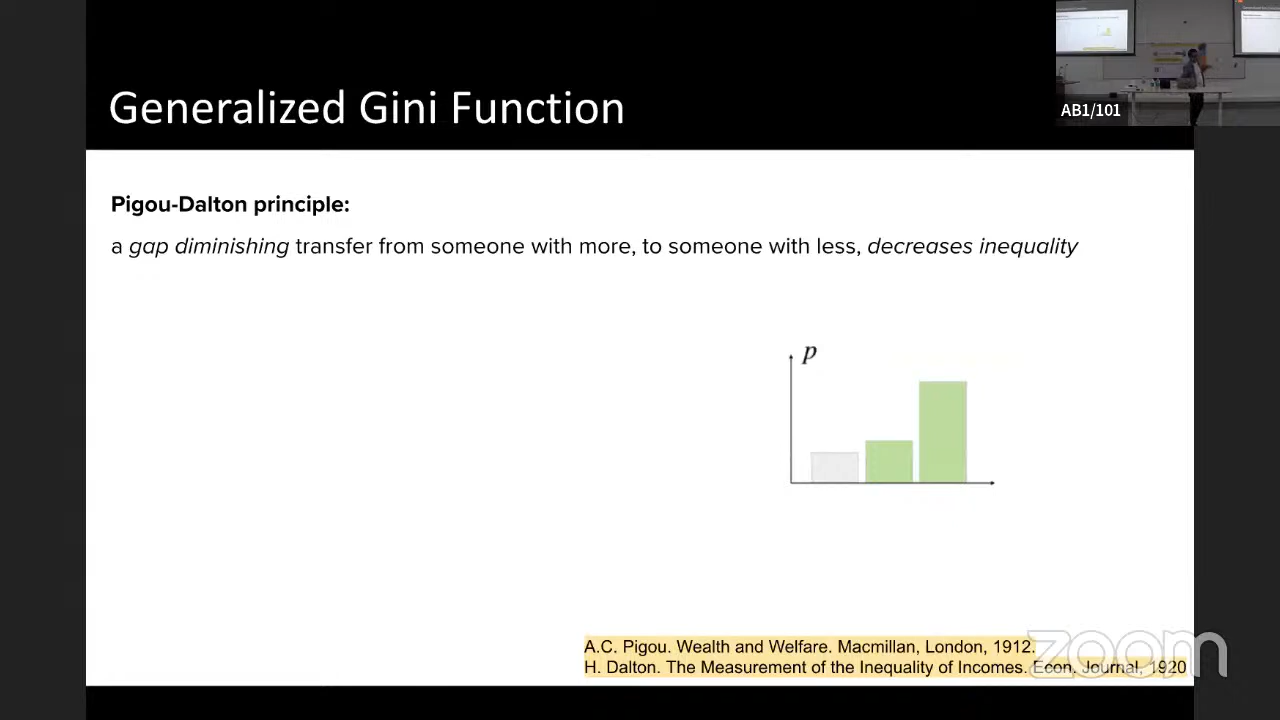 Generalized Gini Function
AB1/101
Pigou-Dalton principle:
a gap diminishing transfer from someone with more, to someone with less, decreases inequality
p
A.C. Pigou. Wealth and Welfare. Macmillan, London, 1912.
H. Dalton. The Measurement of the Inequality of Incomes. Econ. Journal, 1920
zoom